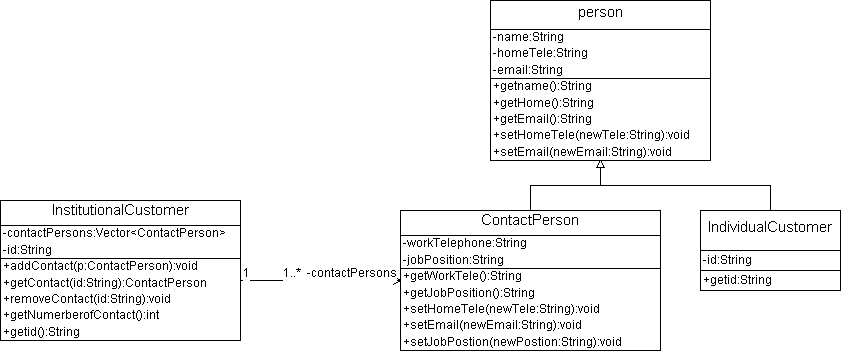 person
-name:String
-homeTele:String
-email:String
+getname():String
+getHome():String
+getEmail():String
+setHomeTele(newTele:String):void
+setEmail(newEmail:String):void
InstitutionalCustomer
-contactPersons:Vector<ContactPerson>
-id:String
+addContact(p:ContactPerson):void
+getContact(id:String):ContactPerson
+removeContact(id:String):void
+getNumerberofContact():int
+getid():String
1
1..* -contactPersons
ContactPerson
-workTelephone:String
-jobPosition:String
+getWorkTele():String
+getJobPosition():String
+setHomeTele(newTele:String):void
+setEmail(newEmail:String):void
+setJobPostion(newPostion:String):void
IndividualCustomer
-id:String
+getid:String